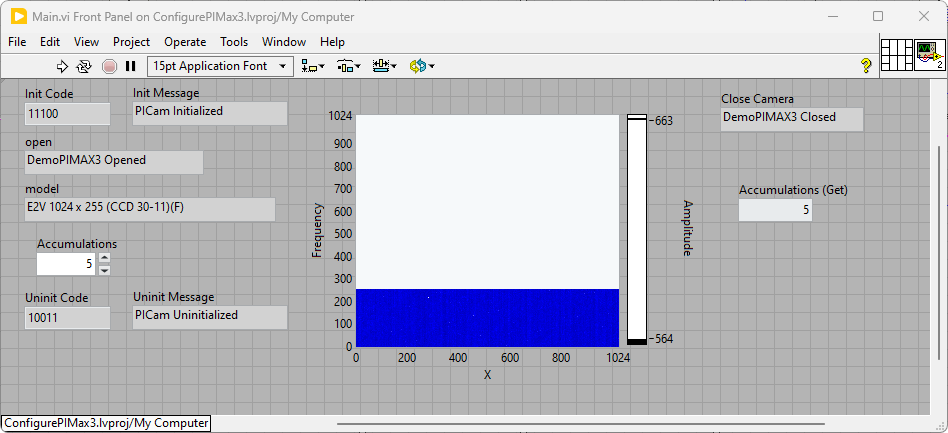 Main.vi Front Panel on ConfigurePIMax3.lvproj/My Computer
File Edit View Project Operate Tools Window Help
15pt Application Font
?
2
Init Code
11100
Init Message
PICam Initialized
open
DemoPIMAX3 Opened
model
E2V 1024 x 255 (CCD 30-11)(F)
Accumulations
5
Uninit Code
10011
Uninit Message
PICam Uninitialized
Frequency
1024
900
800
700
600
500
400
300
200
100
0
0 200 400 600 800 1024
X
663
564
Amplitude
Close Camera
DemoPIMAX3 Closed
Accumulations (Get)
5
ConfigurePIMax3.lvproj/My Computer